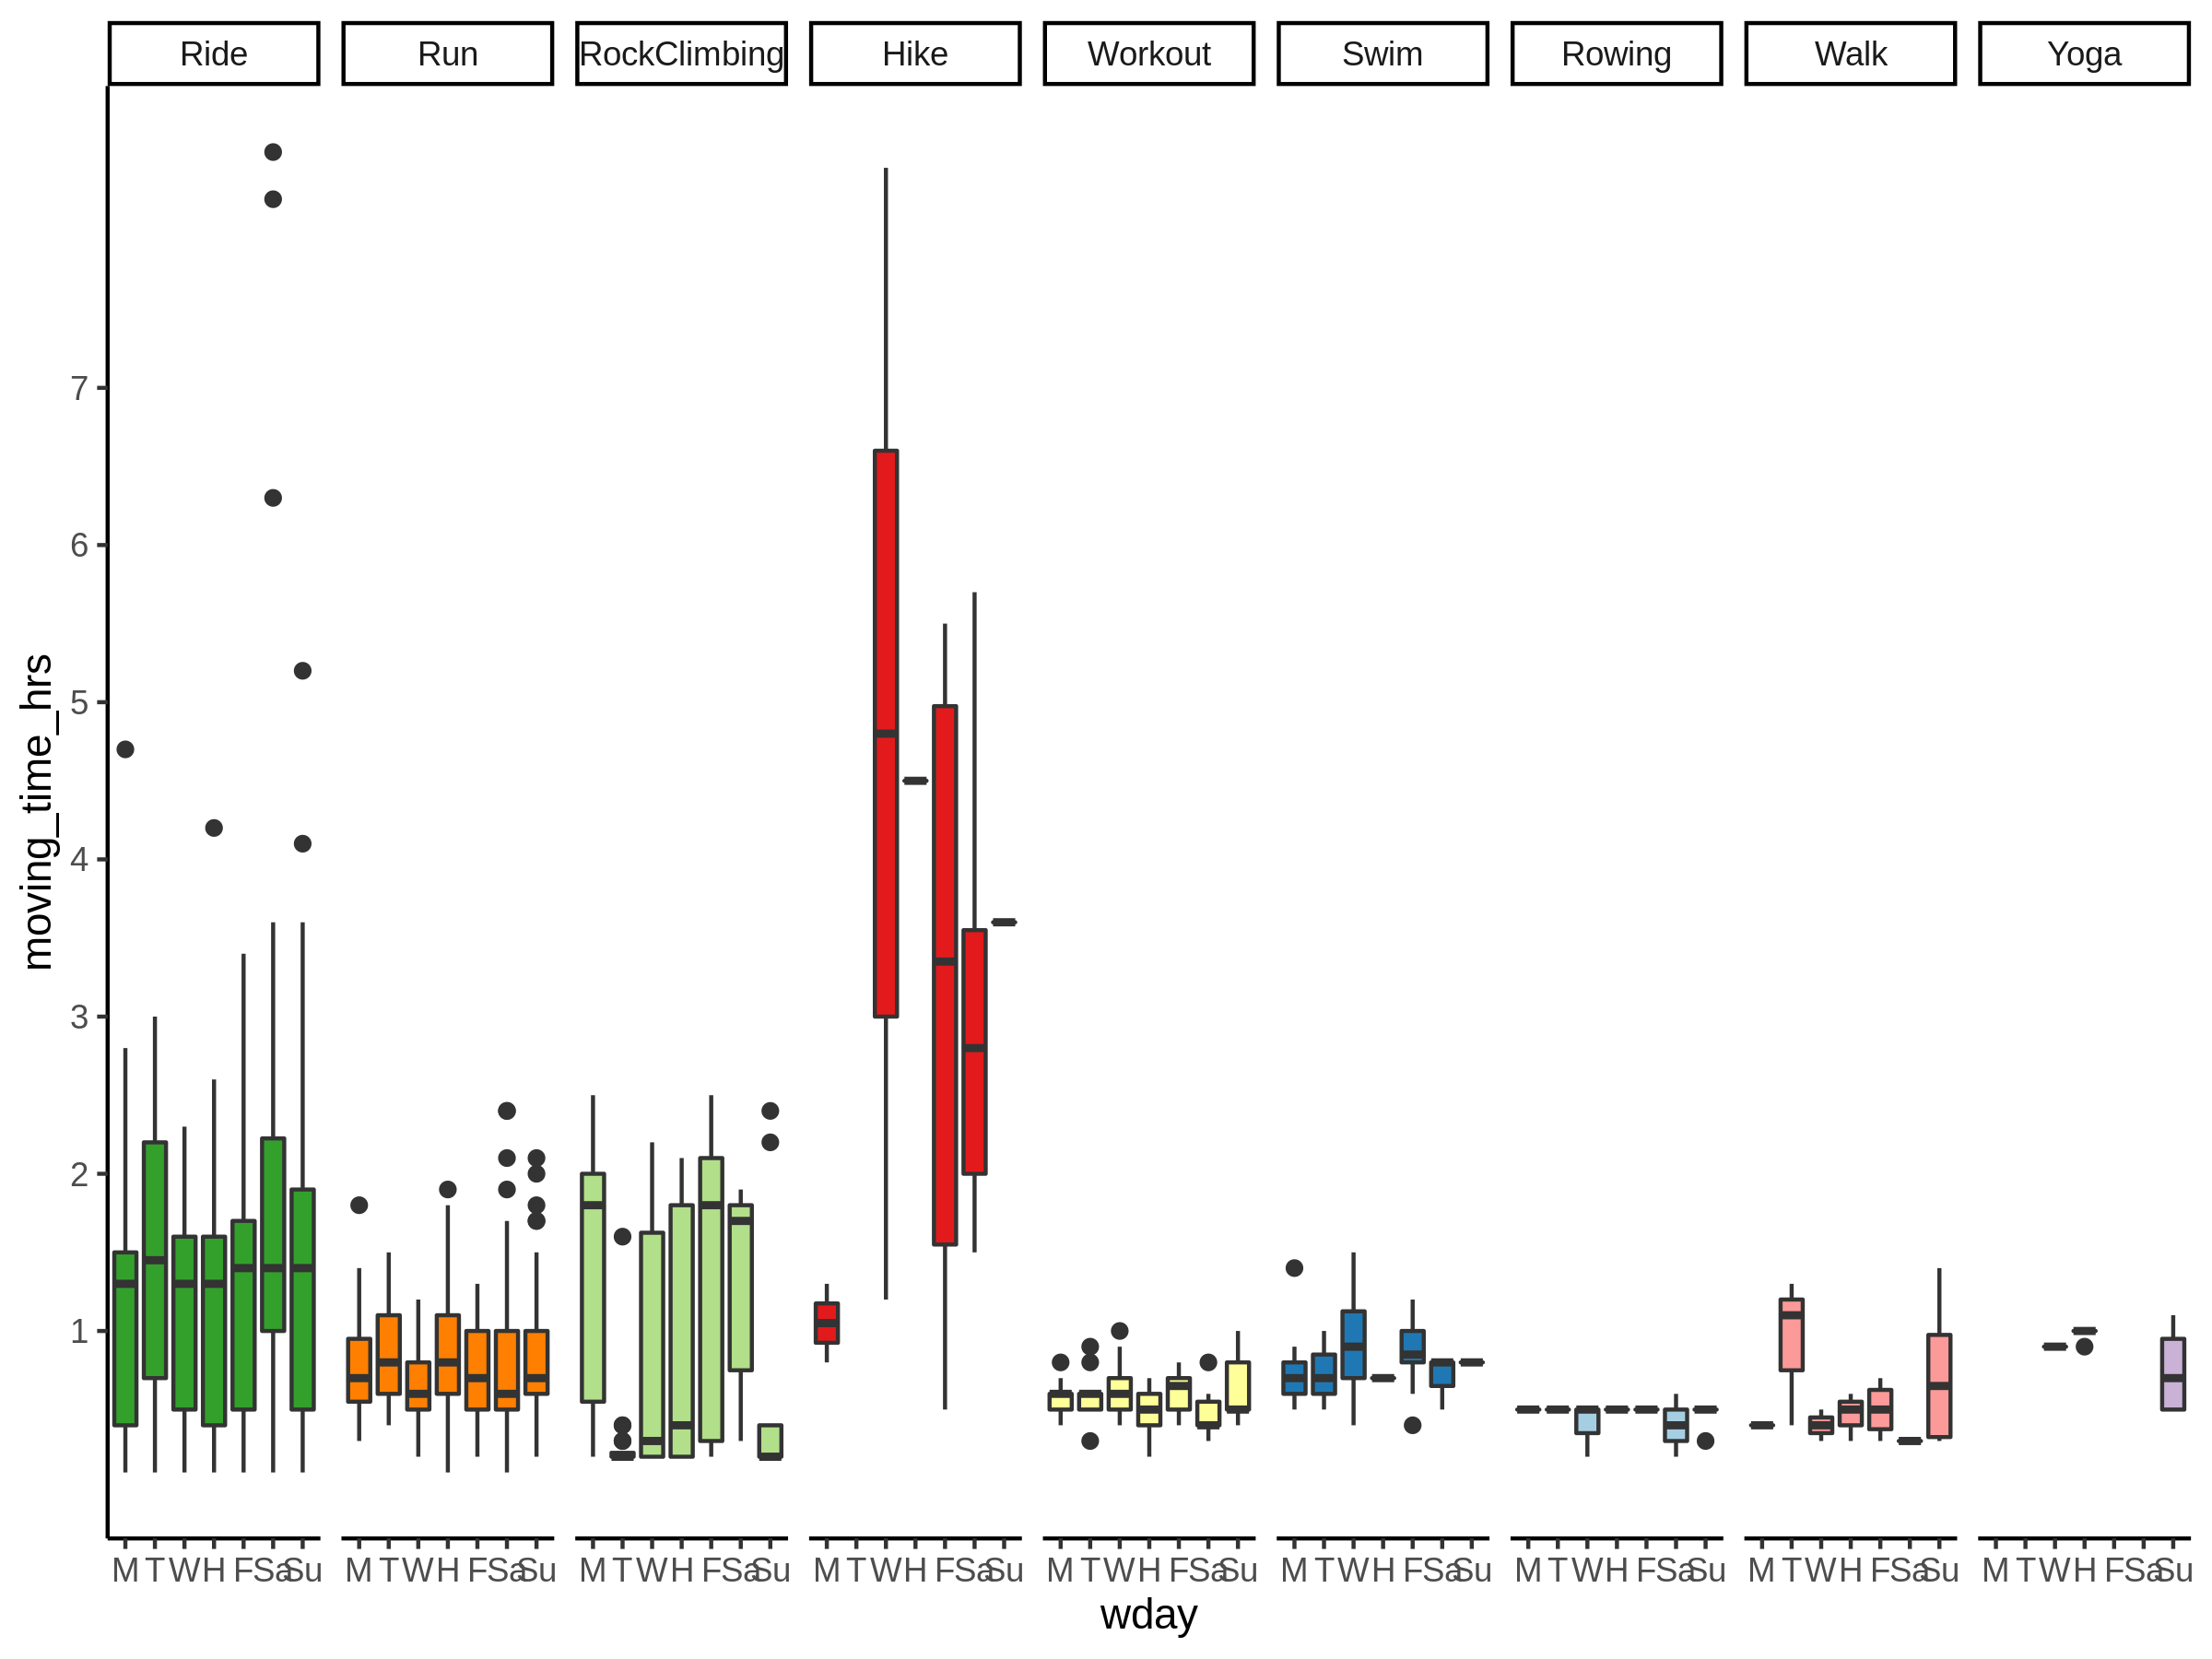 Ride Run RockClimbing Hike Workout Swim Rowing Walk Yoga
7
6
5
4
3
2
1
moving_time_hrs
M T W H F Sa Su M T W H F Sa Su M T W H F Sa Su M T W H F Sa Su M T W H F Sa Su M T W H F Sa Su M T W H F Sa Su M T W H F Sa Su M T W H F Sa Su
wday